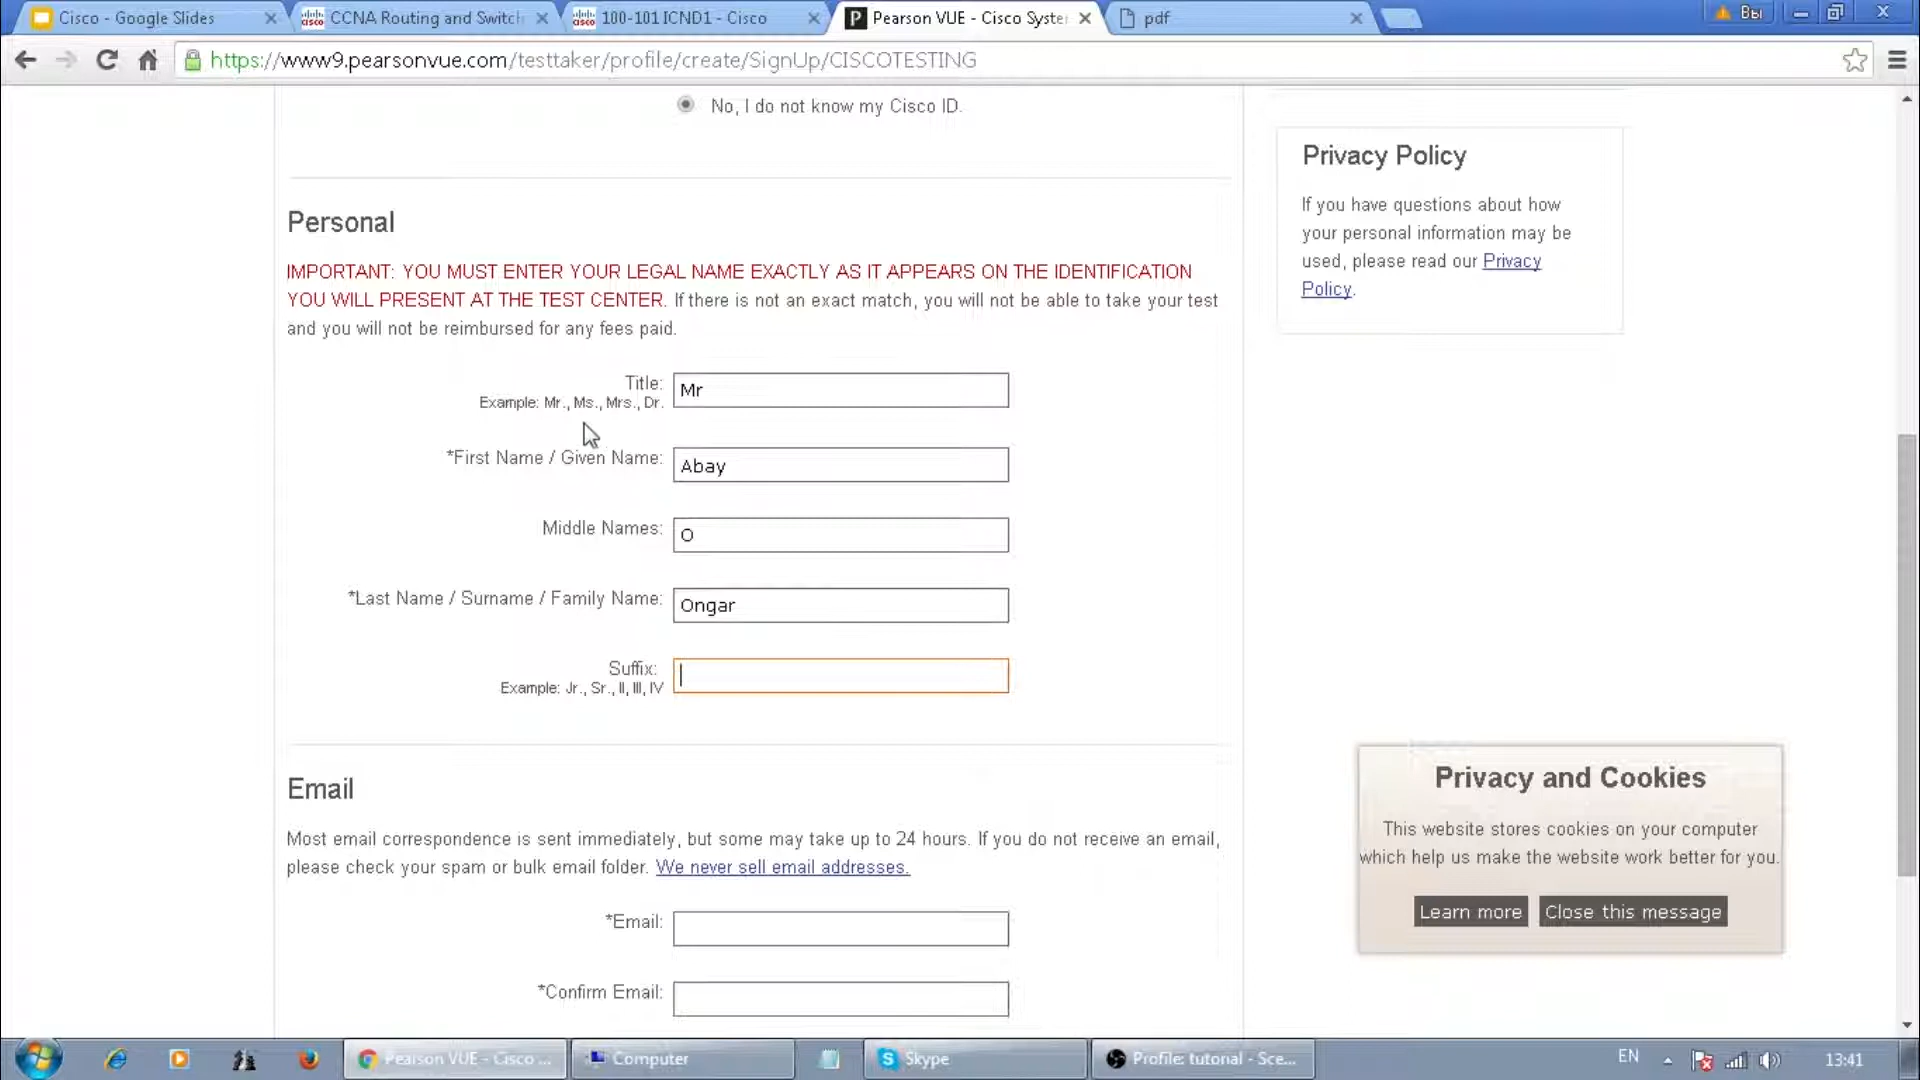 Cisco - Google Slides
CCNA Routing and Switch
100-101 ICND1 - Cisco
Pearson VUE - Cisco Syste
pdf
Вы
https://www9.pearsonvue.com/testtaker/profile/create/SignUp/CISCOTESTING
No, I do not know my Cisco ID.
Personal
IMPORTANT: YOU MUST ENTER YOUR LEGAL NAME EXACTLY AS IT APPEARS ON THE IDENTIFICATION
YOU WILL PRESENT AT THE TEST CENTER. If there is not an exact match, you will not be able to take your test
and you will not be reimbursed for any fees paid.
Title: Mr
Example: Mr., Ms., Mrs., Dr.
*First Name / Given Name: Abay
Middle Names: O
*Last Name / Surname / Family Name: Ongar
Suffix:
Example: Jr., Sr., II, III, IV
Email
Most email correspondence is sent immediately, but some may take up to 24 hours. If you do not receive an email,
please check your spam or bulk email folder. We never sell email addresses.
*Email:
*Confirm Email:
Privacy Policy
If you have questions about how
your personal information may be
used, please read our Privacy
Policy.
Privacy and Cookies
This website stores cookies on your computer
which help us make the website work better for you.
Learn more
Close this message
Pearson VUE - Cisco ...
Computer
Skype
Profile: tutorial - Sce...
EN
13:41